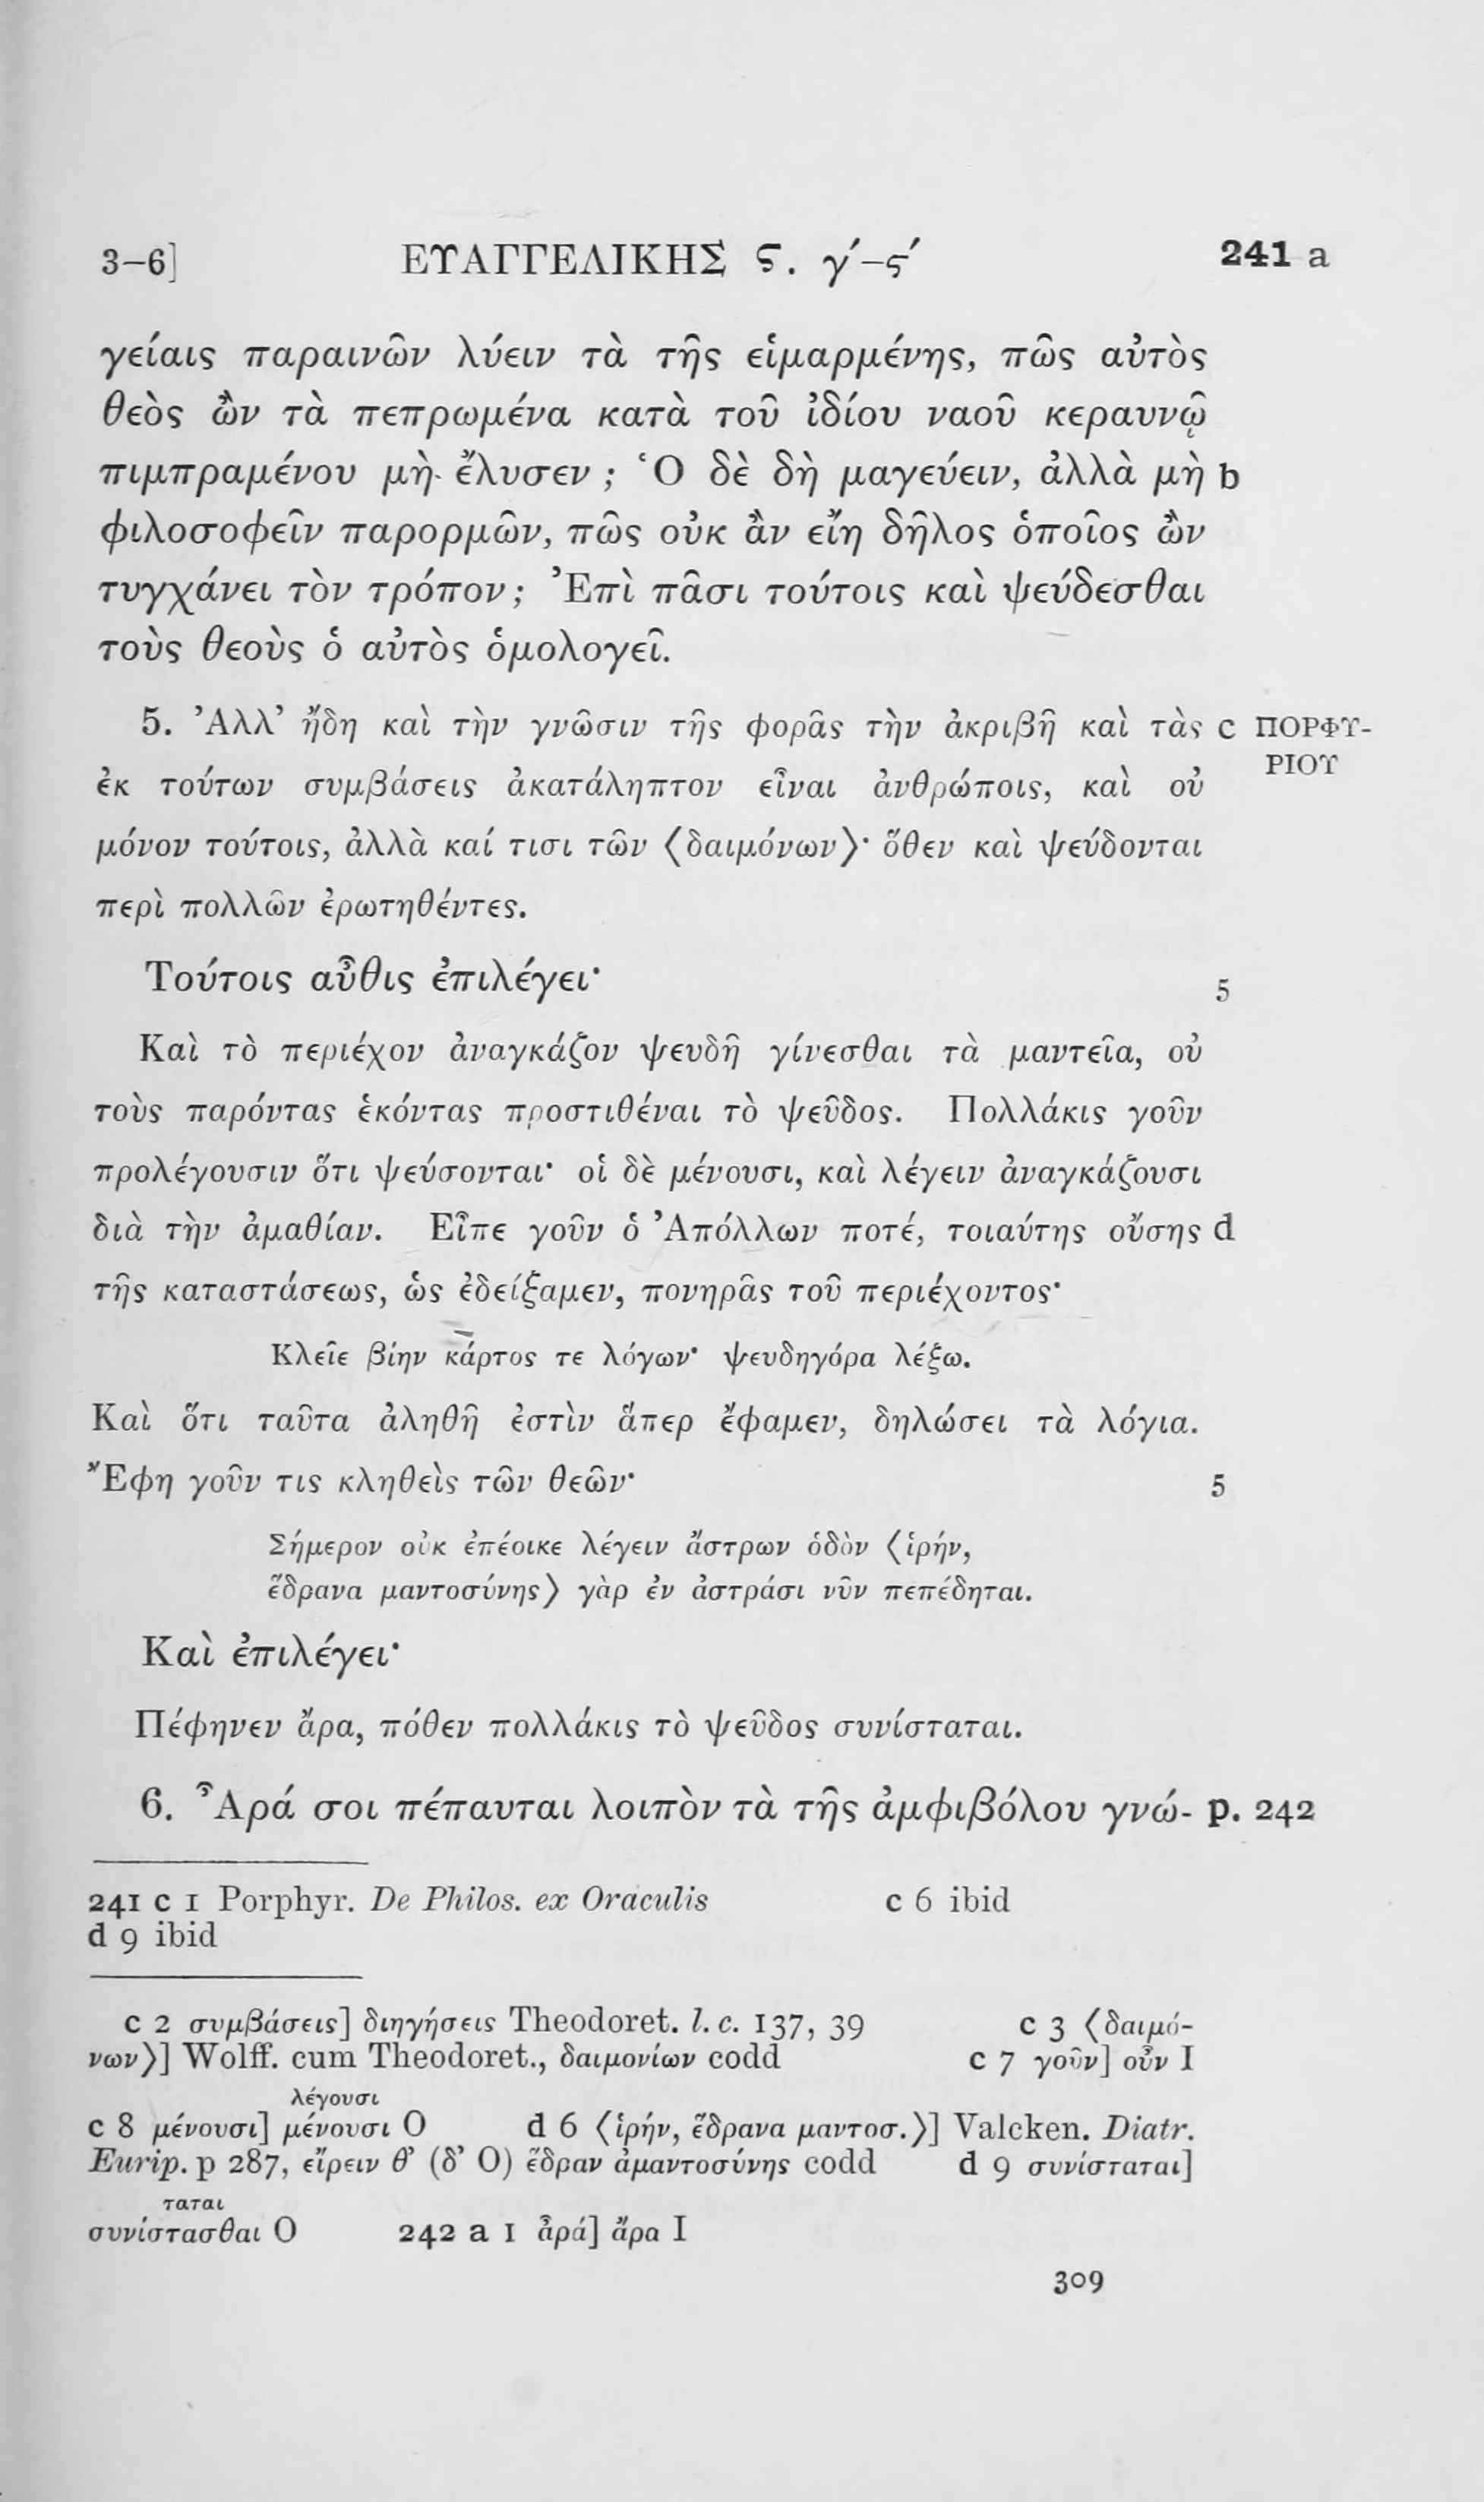 3–6] ΕΥΑΓΓΕΛΙΚΗΣ ϛ. γ´–ϛ´ 241 a
γείαις παραινῶν λύειν τὰ τῆς εἱμαρμένης, πῶς αὐτὸς
θεὸς ὢν τὰ πεπρωμένα κατὰ τοῦ ἰδίου ναοῦ κεραυνῷ
πιμπραμένου μὴ ἔλυσεν ; Ὁ δὲ δὴ μαγεύειν, ἀλλὰ μὴ b
φιλοσοφεῖν παρορμῶν, πῶς οὐκ ἂν εἴη δῆλος ὁποῖος ὢν
τυγχάνει τὸν τρόπον ; Ἐπὶ πᾶσι τούτοις καὶ ψεύδεσθαι
τοὺς θεοὺς ὁ αὐτὸς ὁμολογεῖ.
5. Ἀλλ’ ἤδη καὶ τὴν γνῶσιν τῆς φορᾶς τὴν ἀκριβῆ καὶ τὰς c ΠΟΡΦΥ-
ΡΙΟΥ
ἐκ τούτων συμβάσεις ἀκατάληπτον εἶναι ἀνθρώποις, καὶ οὐ
μόνον τούτοις, ἀλλὰ καί τισι τῶν ⟨δαιμόνων⟩· ὅθεν καὶ ψεύδονται
περὶ πολλῶν ἐρωτηθέντες.
Τούτοις αὖθις ἐπιλέγει· 5
Καὶ τὸ περιέχον ἀναγκάζον ψευδῆ γίνεσθαι τὰ μαντεῖα, οὐ
τοὺς παρόντας ἑκόντας προστιθέναι τὸ ψεῦδος. Πολλάκις γοῦν
προλέγουσιν ὅτι ψεύσονται· οἱ δὲ μένουσι, καὶ λέγειν ἀναγκάζουσι
διὰ τὴν ἀμαθίαν. Εἶπε γοῦν ὁ Ἀπόλλων ποτέ, τοιαύτης οὔσης d
τῆς καταστάσεως, ὡς ἐδείξαμεν, πονηρᾶς τοῦ περιέχοντος·
Κλεῖε βίην κάρτος τε λόγων· ψευδηγόρα λέξω.
Καὶ ὅτι ταῦτα ἀληθῆ ἐστὶν ἅπερ ἔφαμεν, δηλώσει τὰ λόγια.
Ἔφη γοῦν τις κληθεὶς τῶν θεῶν· 5
Σήμερον οὐκ ἐπέοικε λέγειν ἄστρων ὁδὸν ⟨ἱρήν,
ἕδρανα μαντοσύνης⟩ γὰρ ἐν ἀστράσι νῦν πεπέδηται.
Καὶ ἐπιλέγει·
Πέφηνεν ἄρα, πόθεν πολλάκις τὸ ψεῦδος συνίσταται.
6. Ἆρά σοι πέπαυται λοιπὸν τὰ τῆς ἀμφιβόλου γνώ- p. 242
241 c 1 Porphyr. De Philos. ex Oraculis c 6 ibid
d 9 ibid
c 2 συμβάσεις] διηγήσεις Theodoret. l. c. 137, 39 c 3 ⟨δαιμό-
νων⟩] Wolff. cum Theodoret., δαιμονίων codd c 7 γοῦν] οὖν I
λέγουσι
c 8 μένουσι] μένουσι O d 6 ⟨ἱρήν, ἕδρανα μαντοσ.⟩] Valcken. Diatr.
Eurip. p 287, εἴρειν θ’ (δ’ O) ἕδραν ἀμαντοσύνης codd d 9 συνίσταται]
ταται
συνίστασθαι O 242 a 1 ἆρά] ἄρα I
309